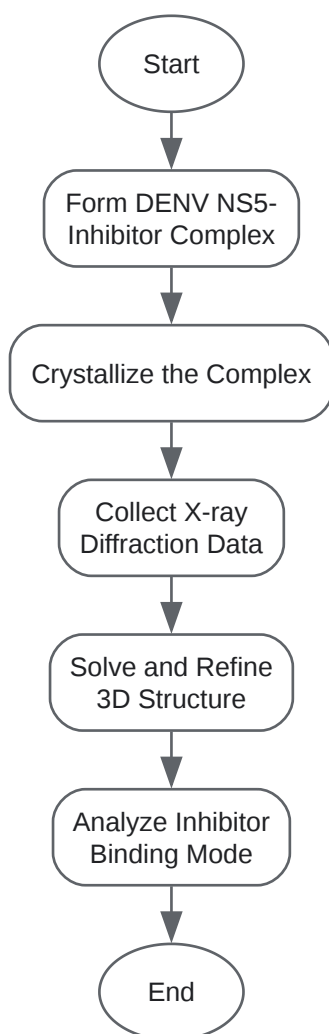 Start
Form DENV NS5-
Inhibitor Complex
Crystallize the Complex
Collect X-ray
Diffraction Data
Solve and Refine
3D Structure
Analyze Inhibitor
Binding Mode
End